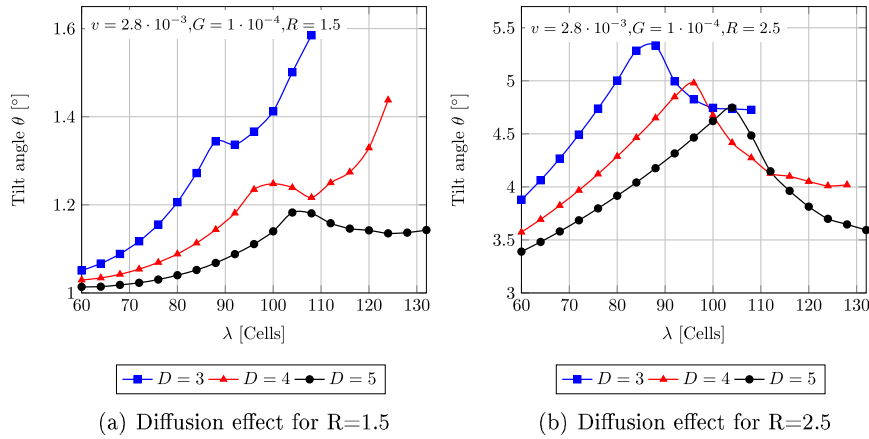 v = 2.8 · 10⁻³,G = 1 · 10⁻⁴,R = 1.5
1.6
1.4
1.2
1
Tilt angle θ [°]
60 70 80 90 100 110 120 130
λ [Cells]
D = 3 D = 4 D = 5
(a) Diffusion effect for R=1.5
v = 2.8 · 10⁻³,G = 1 · 10⁻⁴,R = 2.5
5.5
5
4.5
4
3.5
3
Tilt angle θ [°]
60 70 80 90 100 110 120 130
λ [Cells]
D = 3 D = 4 D = 5
(b) Diffusion effect for R=2.5